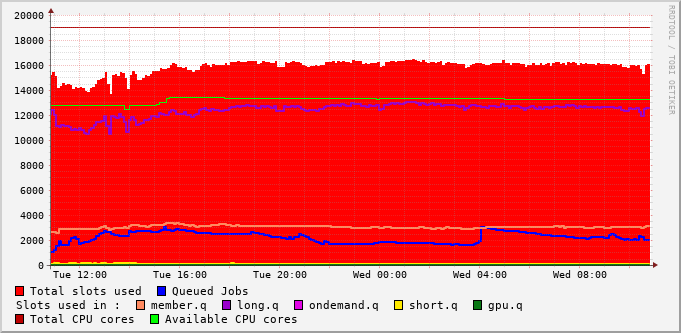 RRDTOOL / TOBI OETIKER
20000
18000
16000
14000
12000
10000
8000
6000
4000
2000
0
Tue 12:00 Tue 16:00 Tue 20:00 Wed 00:00 Wed 04:00 Wed 08:00
Total slots used Queued Jobs
Slots used in : member.q long.q ondemand.q short.q gpu.q
Total CPU cores Available CPU cores